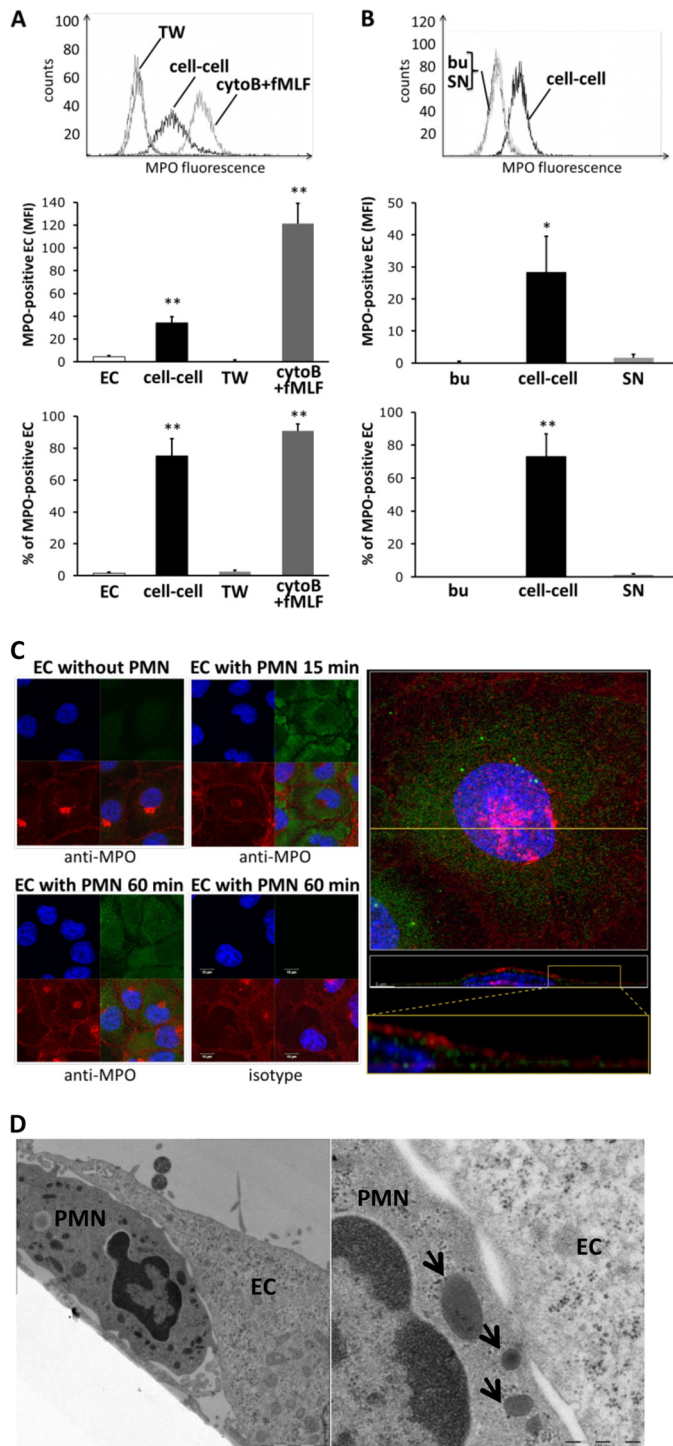 A
100
80
60
40
20
counts
TW
cell-cell
cytoB+fMLF
MPO fluorescence
MPO-positive EC (MFI)
140
120
100
80
60
40
20
0
**
**
EC
cell-cell
TW
cytoB
+fMLF
% of MPO-positive EC
100
80
60
40
20
0
**
**
EC
cell-cell
TW
cytoB
+fMLF
B
120
100
80
60
40
20
counts
bu
SN
cell-cell
MPO fluorescence
MPO-positive EC (MFI)
50
40
30
20
10
0
*
bu
cell-cell
SN
% of MPO-positive EC
100
80
60
40
20
0
**
bu
cell-cell
SN
C
EC without PMN
EC with PMN 15 min
anti-MPO
anti-MPO
EC with PMN 60 min
EC with PMN 60 min
anti-MPO
isotype
D
PMN
EC
PMN
EC